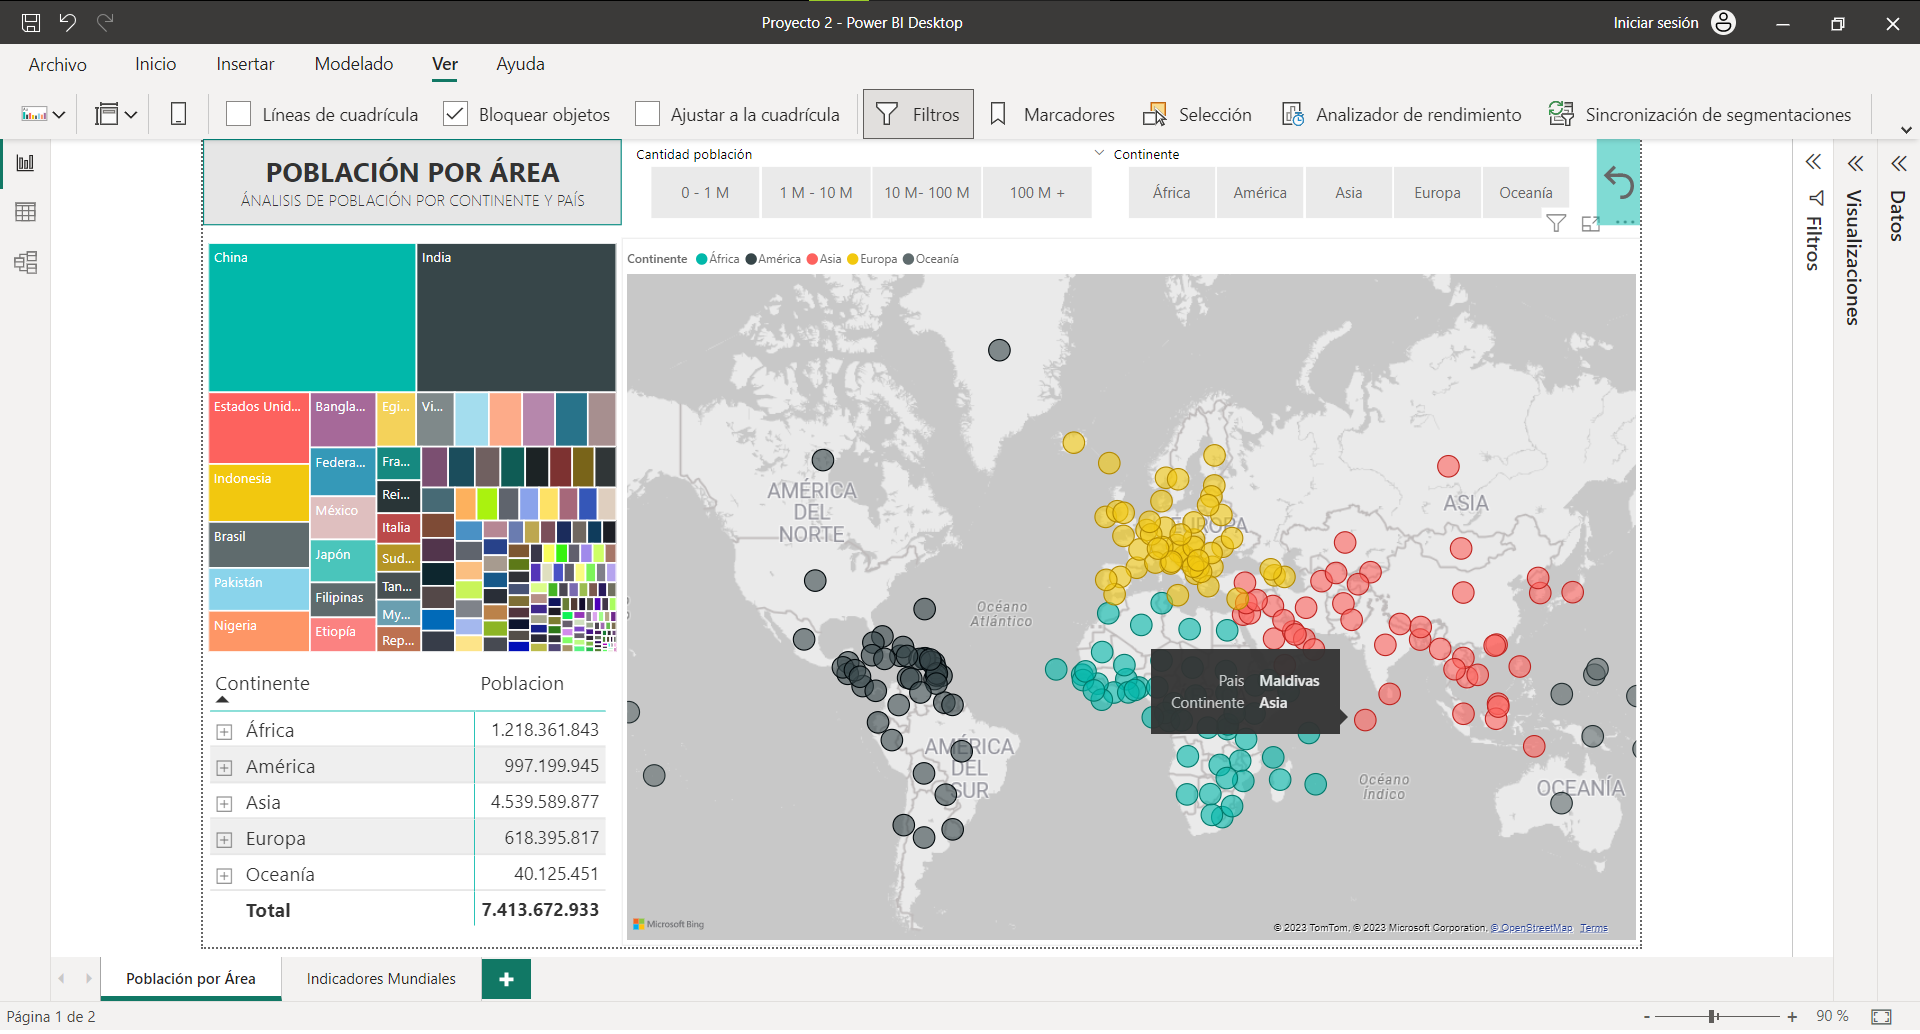 Proyecto 2 - Power BI Desktop
Iniciar sesión
Archivo
Inicio
Insertar
Modelado
Ver
Ayuda
Líneas de cuadrícula
Bloquear objetos
Ajustar a la cuadrícula
Filtros
Marcadores
Selección
Analizador de rendimiento
Sincronización de segmentaciones
POBLACIÓN POR ÁREA
ÁNALISIS DE POBLACIÓN POR CONTINENTE Y PAÍS
Cantidad población
0 - 1 M
1 M - 10 M
10 M- 100 M
100 M +
Continente
África
América
Asia
Europa
Oceanía
Filtros
Visualizaciones
Datos
China
India
Estados Unid...
Bangla...
Egi...
Vi...
Indonesia
Federa...
Fra...
Rei...
México
Brasil
Italia
Japón
Sud...
Pakistán
Filipinas
Tan...
My...
Nigeria
Etiopía
Rep...
Continente África América Asia Europa Oceanía
AMÉRICA
DEL
NORTE
Océano
Atlántico
ASIA
Pais Maldivas
Continente Asia
AMÉRICA
DEL
SUR
Océano
Índico
OCEANÍA
Microsoft Bing
© 2023 TomTom, © 2023 Microsoft Corporation, © OpenStreetMap Terms
Continente Poblacion
África 1.218.361.843
América 997.199.945
Asia 4.539.589.877
Europa 618.395.817
Oceanía 40.125.451
Total 7.413.672.933
Población por Área
Indicadores Mundiales
Página 1 de 2
- + 90 %